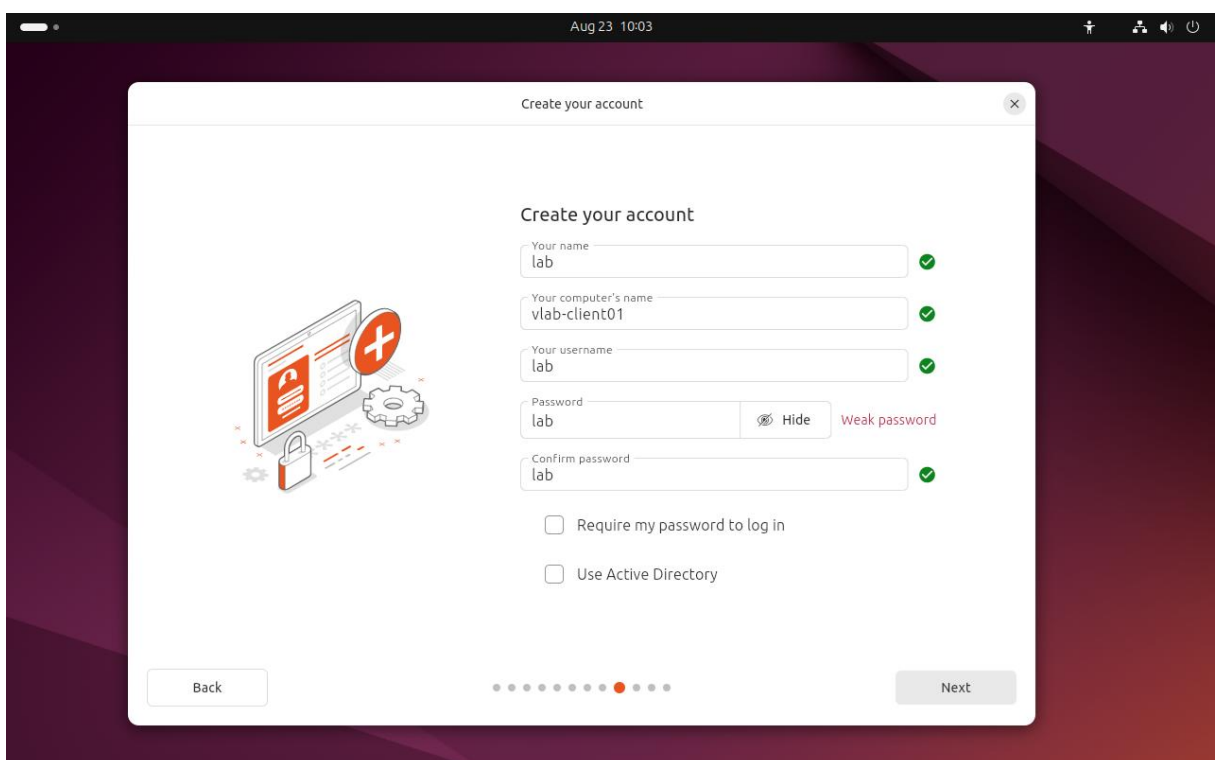 Aug 23 10:03
Create your account
Create your account
Your name
lab
Your computer's name
vlab-client01
Your username
lab
Password
lab
Hide
Weak password
Confirm password
lab
Require my password to log in
Use Active Directory
Back
Next